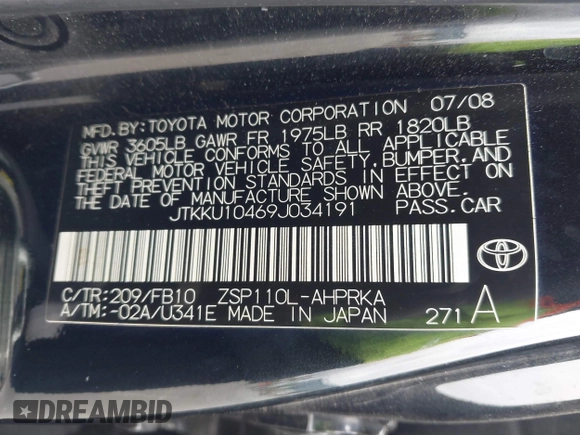 MFD. BY: TOYOTA MOTOR CORPORATION 07/08
GVWR 3605LB GAWR FR 1975LB RR 1820LB
THIS VEHICLE CONFORMS TO ALL APPLICABLE
FEDERAL MOTOR VEHICLE SAFETY, BUMPER, AND
THEFT PREVENTION STANDARDS IN EFFECT
ON THE DATE OF MANUFACTURE SHOWN ABOVE.
JTKKU10469J034191 PASS. CAR
C/TR: 209/FB10 ZSP110L-AHPRKA
A/TM: -02A/U341E MADE IN JAPAN 271 A
DREAMBID